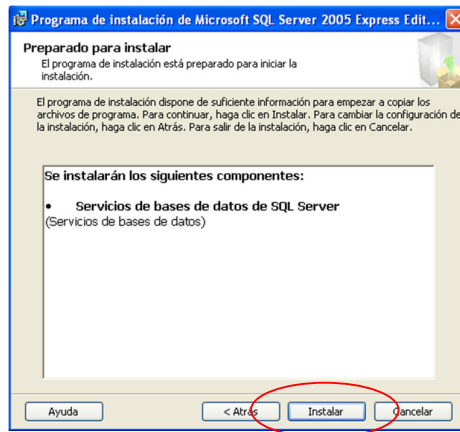 Programa de instalación de Microsoft SQL Server 2005 Express Edit...
Preparado para instalar
El programa de instalación está preparado para iniciar la
instalación.
El programa de instalación dispone de suficiente información para empezar a copiar los
archivos de programa. Para continuar, haga clic en Instalar. Para cambiar la configuración de
la instalación, haga clic en Atrás. Para salir de la instalación, haga clic en Cancelar.
Se instalarán los siguientes componentes:
• Servicios de bases de datos de SQL Server
(Servicios de bases de datos)
Ayuda
< Atrás
Instalar
Cancelar